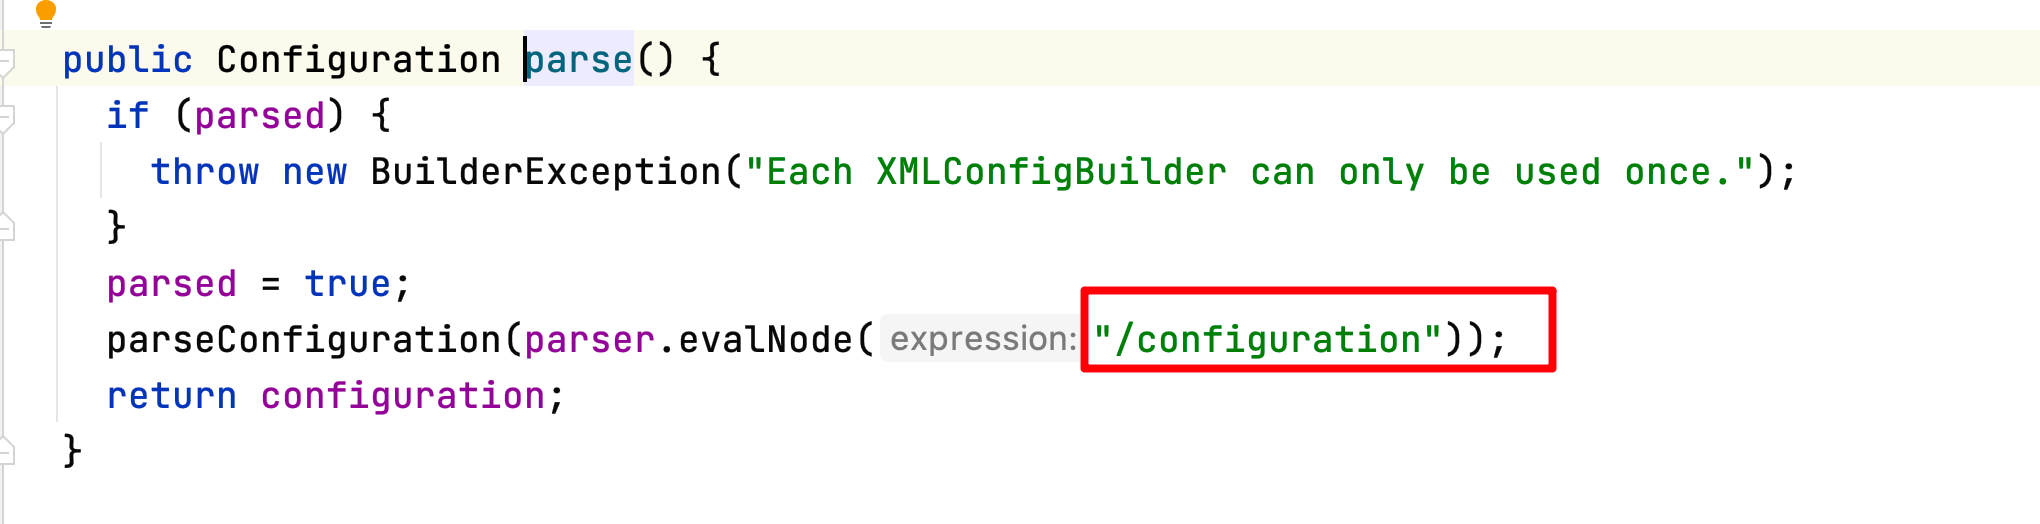 public Configuration parse() {
if (parsed) {
throw new BuilderException("Each XMLConfigBuilder can only be used once.");
}
parsed = true;
parseConfiguration(parser.evalNode( expression: "/configuration"));
return configuration;
}